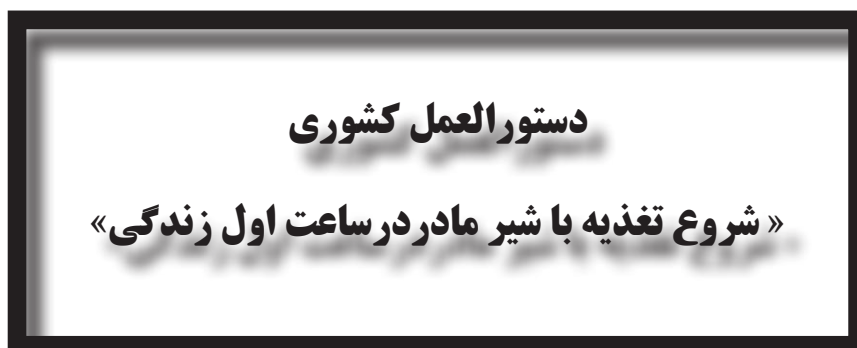 دستورالعمل کشوری
« شروع تغذیه با شیر مادر در ساعت اول زندگی»